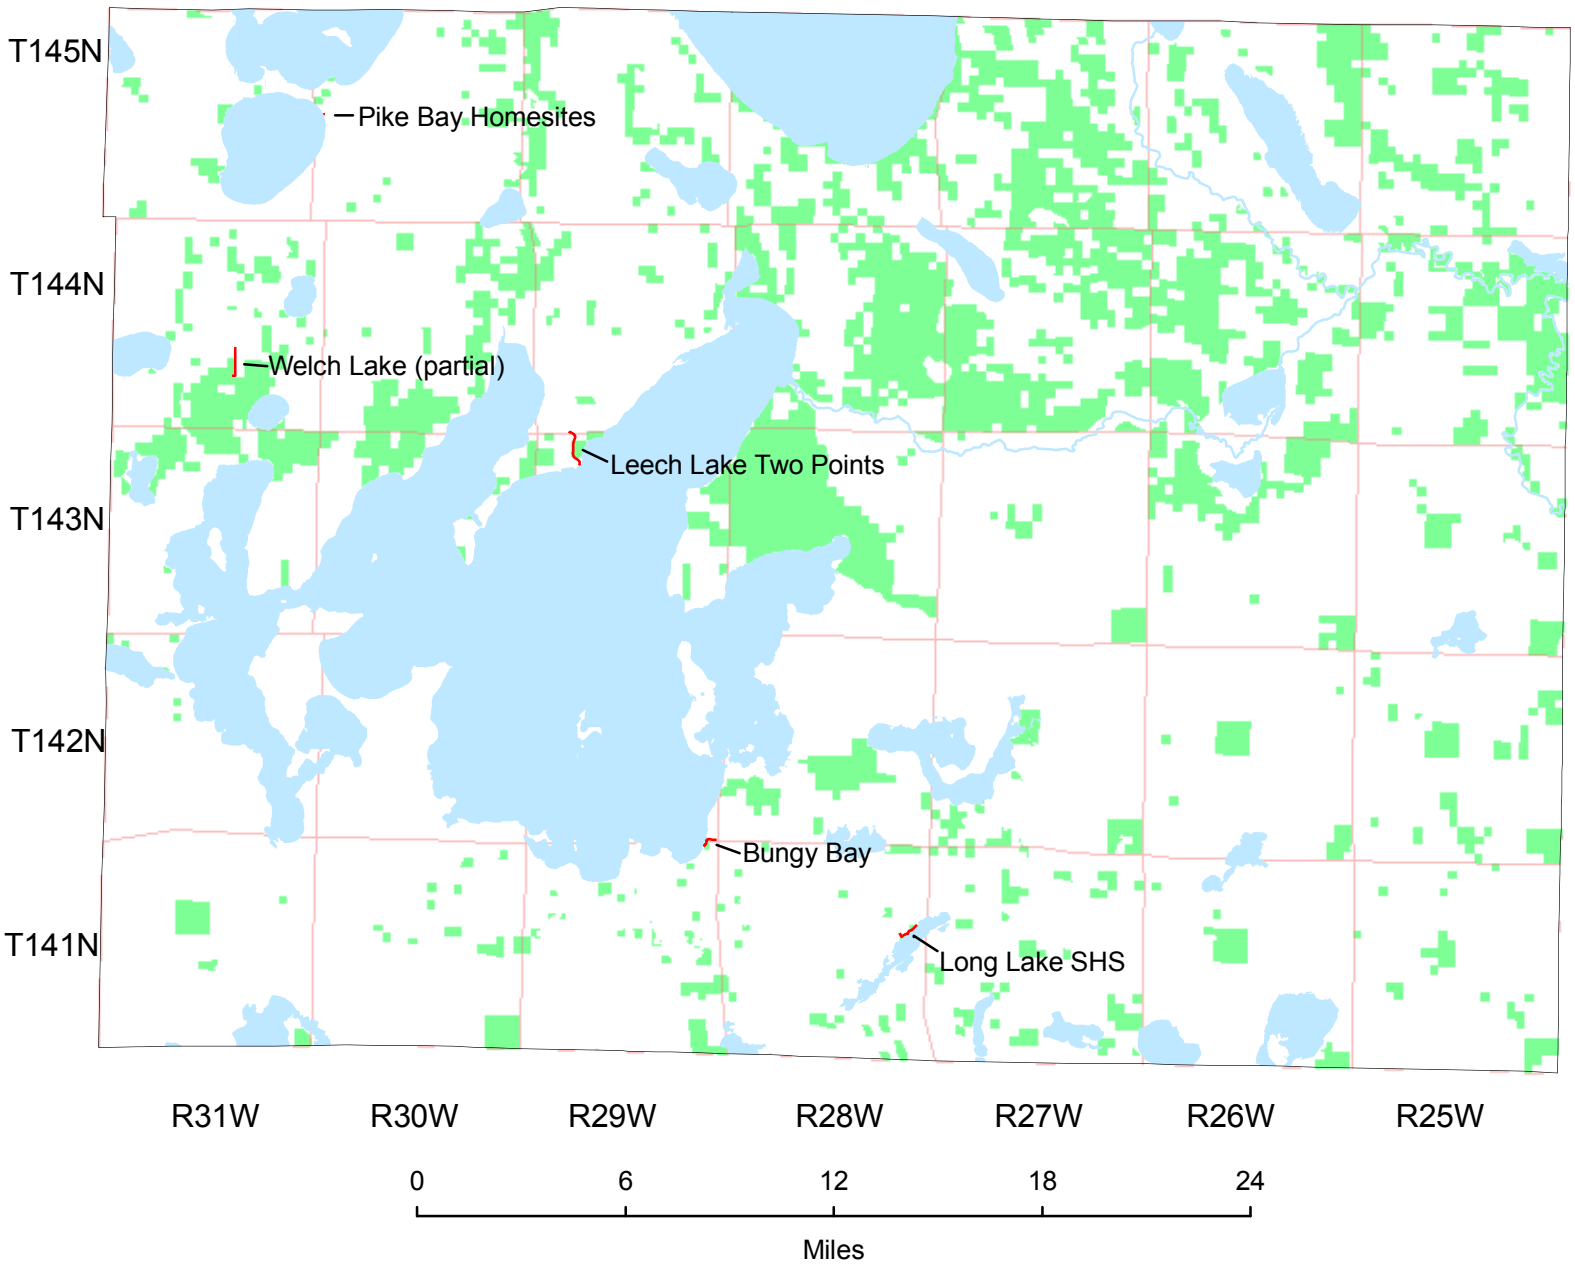 T145N
Pike Bay Homesites
T144N
Welch Lake (partial)
Leech Lake Two Points
T143N
T142N
Bungy Bay
T141N
Long Lake SHS
R31W R30W R29W R28W R27W R26W R25W
0 6 12 18 24
Miles